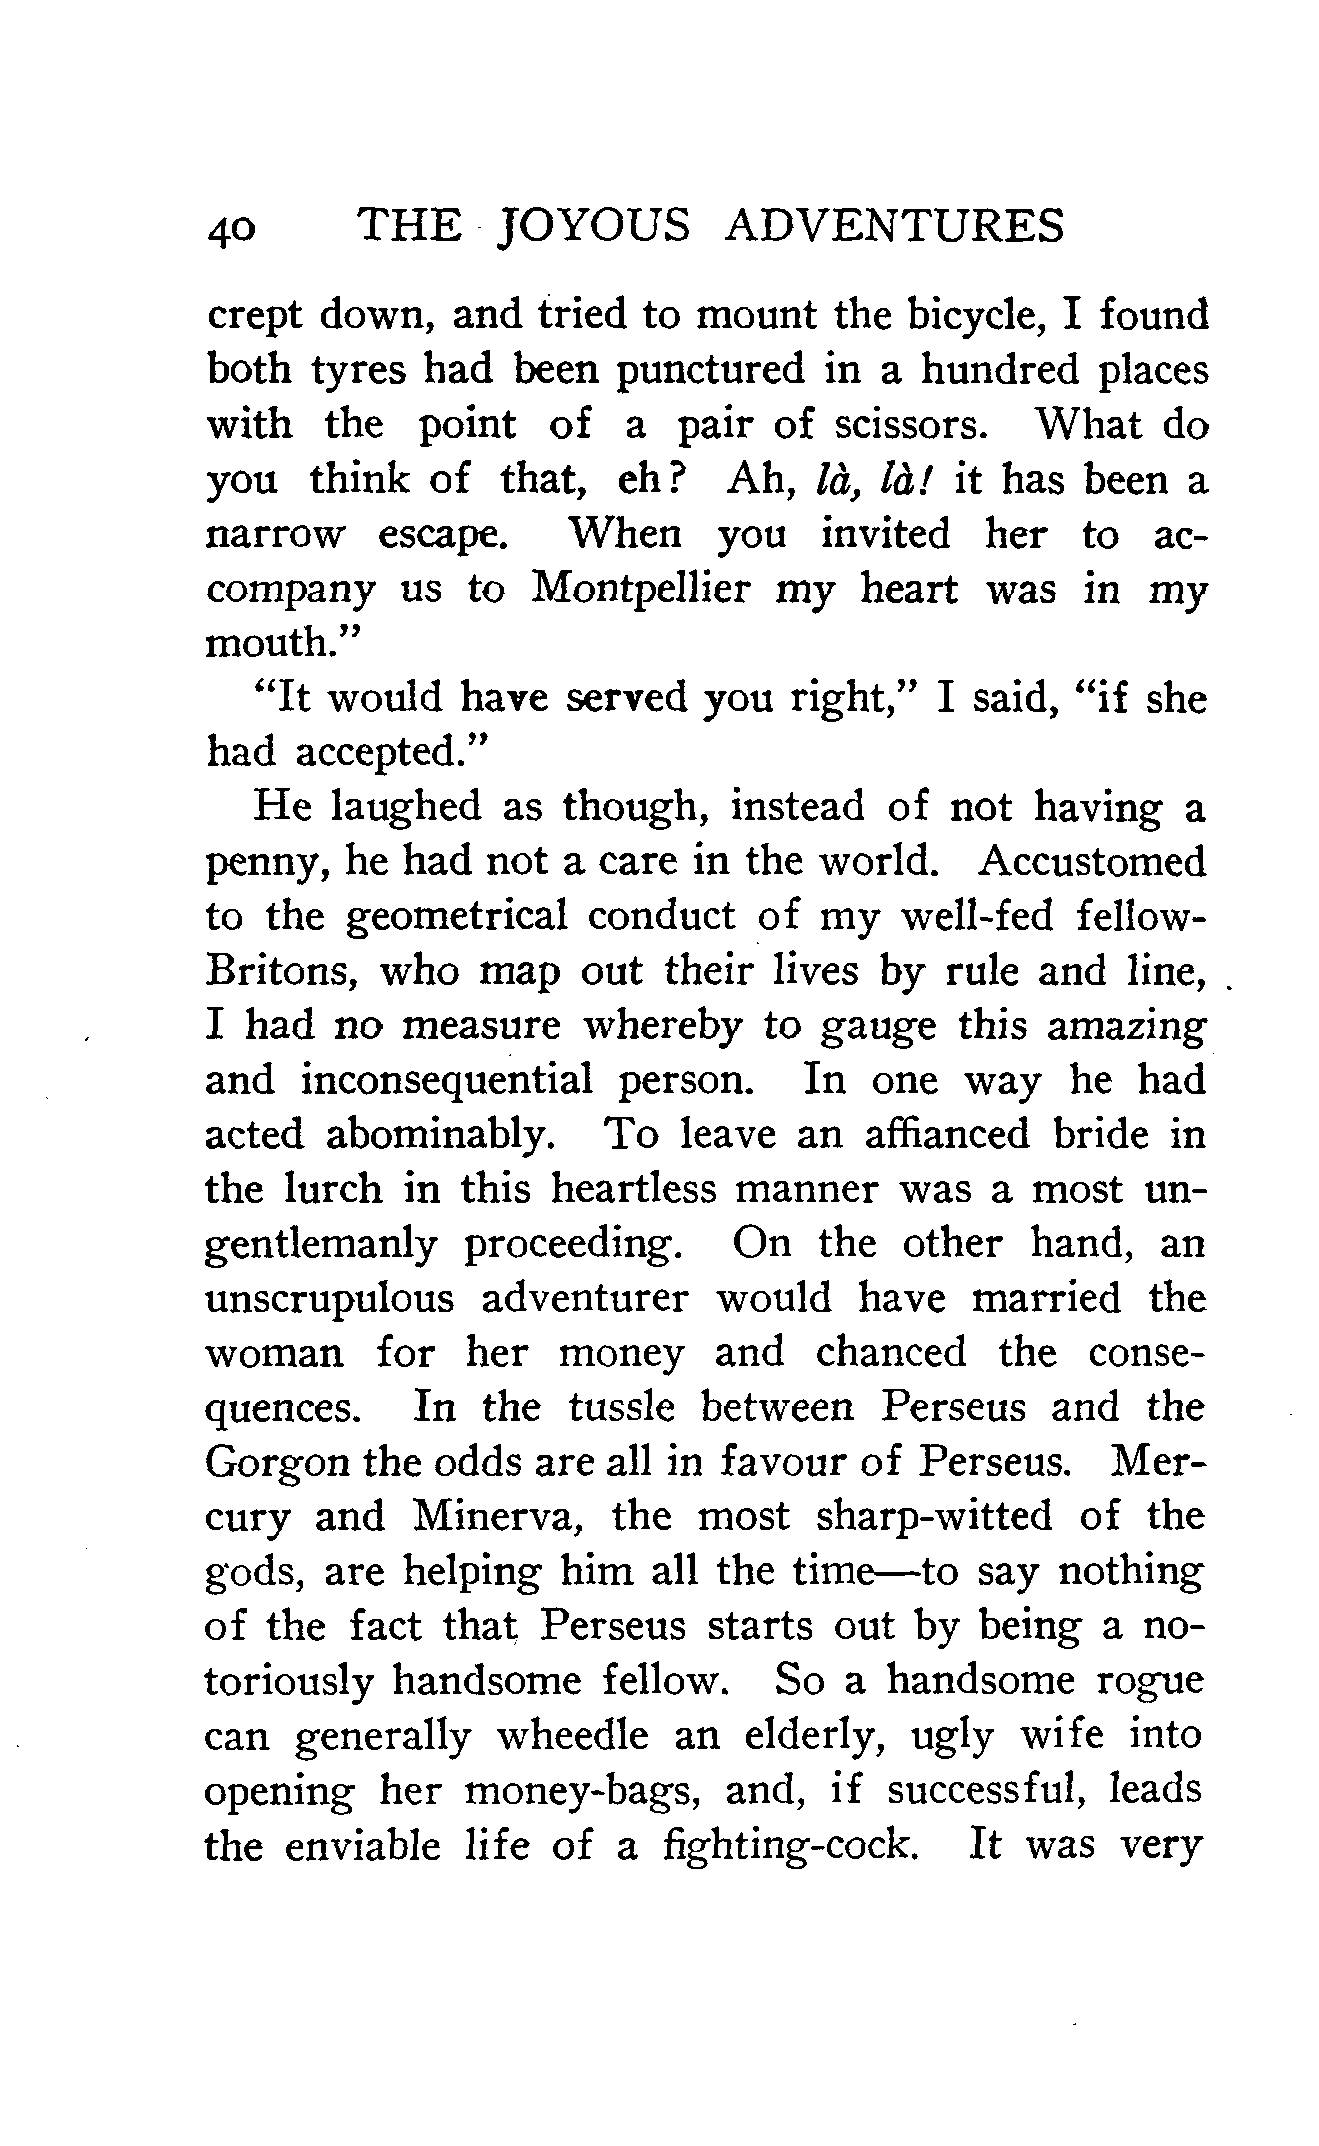 40 THE JOYOUS ADVENTURES
crept down, and tried to mount the bicycle, I found
both tyres had been punctured in a hundred places
with the point of a pair of scissors. What do
you think of that, eh? Ah, là, là! it has been a
narrow escape. When you invited her to ac-
company us to Montpellier my heart was in my
mouth."
"It would have served you right," I said, "if she
had accepted."
He laughed as though, instead of not having a
penny, he had not a care in the world. Accustomed
to the geometrical conduct of my well-fed fellow-
Britons, who map out their lives by rule and line,
I had no measure whereby to gauge this amazing
and inconsequential person. In one way he had
acted abominably. To leave an affianced bride in
the lurch in this heartless manner was a most un-
gentlemanly proceeding. On the other hand, an
unscrupulous adventurer would have married the
woman for her money and chanced the conse-
quences. In the tussle between Perseus and the
Gorgon the odds are all in favour of Perseus. Mer-
cury and Minerva, the most sharp-witted of the
gods, are helping him all the time—to say nothing
of the fact that Perseus starts out by being a no-
toriously handsome fellow. So a handsome rogue
can generally wheedle an elderly, ugly wife into
opening her money-bags, and, if successful, leads
the enviable life of a fighting-cock. It was very